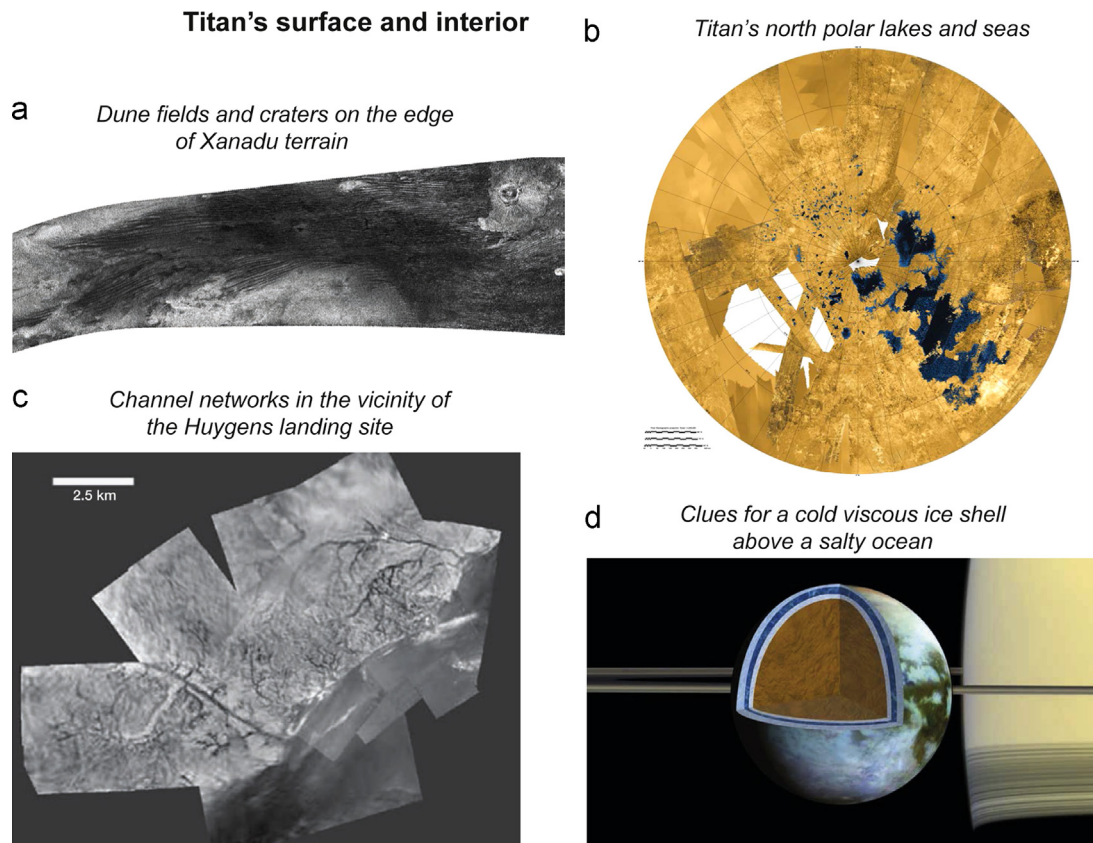 Titan's surface and interior
a
Dune fields and craters on the edge
of Xanadu terrain
b
Titan's north polar lakes and seas
c
Channel networks in the vicinity of
the Huygens landing site
2.5 km
d
Clues for a cold viscous ice shell
above a salty ocean